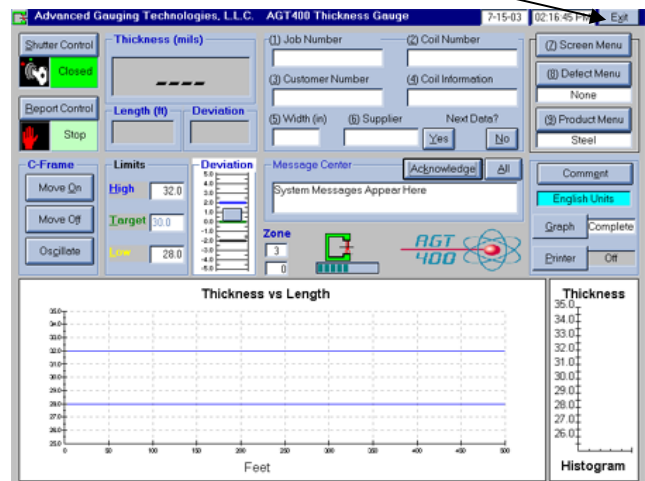 Advanced Gauging Technologies, L.L.C. AGT400 Thickness Gauge 7-15-03 02:16:45 PM Exit
Shutter Control
Closed
Report Control
Stop
Thickness (mils)
----
Length (ft) Deviation
(1) Job Number (2) Coil Number
(3) Customer Number (4) Coil Information
(5) Width (in) (6) Supplier Next Data?
Yes No
(7) Screen Menu
(8) Defect Menu
None
(9) Product Menu
Steel
C-Frame
Move On
Move Off
Oscillate
Limits
High 32.0
Target 30.0
Low 28.0
Deviation
5.0
4.0
3.0
2.0
1.0
-1.0
-2.0
-3.0
-4.0
-5.0
Message Center Acknowledge All
System Messages Appear Here
Zone
3
0
AGT
400
Comment
English Units
Graph Complete
Printer Off
Thickness vs Length
35.0
34.0
33.0
32.0
31.0
30.0
29.0
28.0
27.0
26.0
25.0
0 50 100 150 200 250 300 350 400 450 500
Feet
Thickness
35.0
34.0
33.0
32.0
31.0
30.0
29.0
28.0
27.0
26.0
Histogram